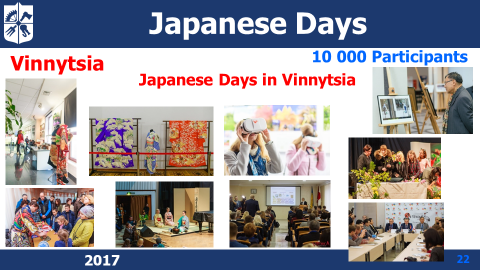 Japanese Days
10 000 Participants
Vinnytsia
Japanese Days in Vinnytsia
2017
22